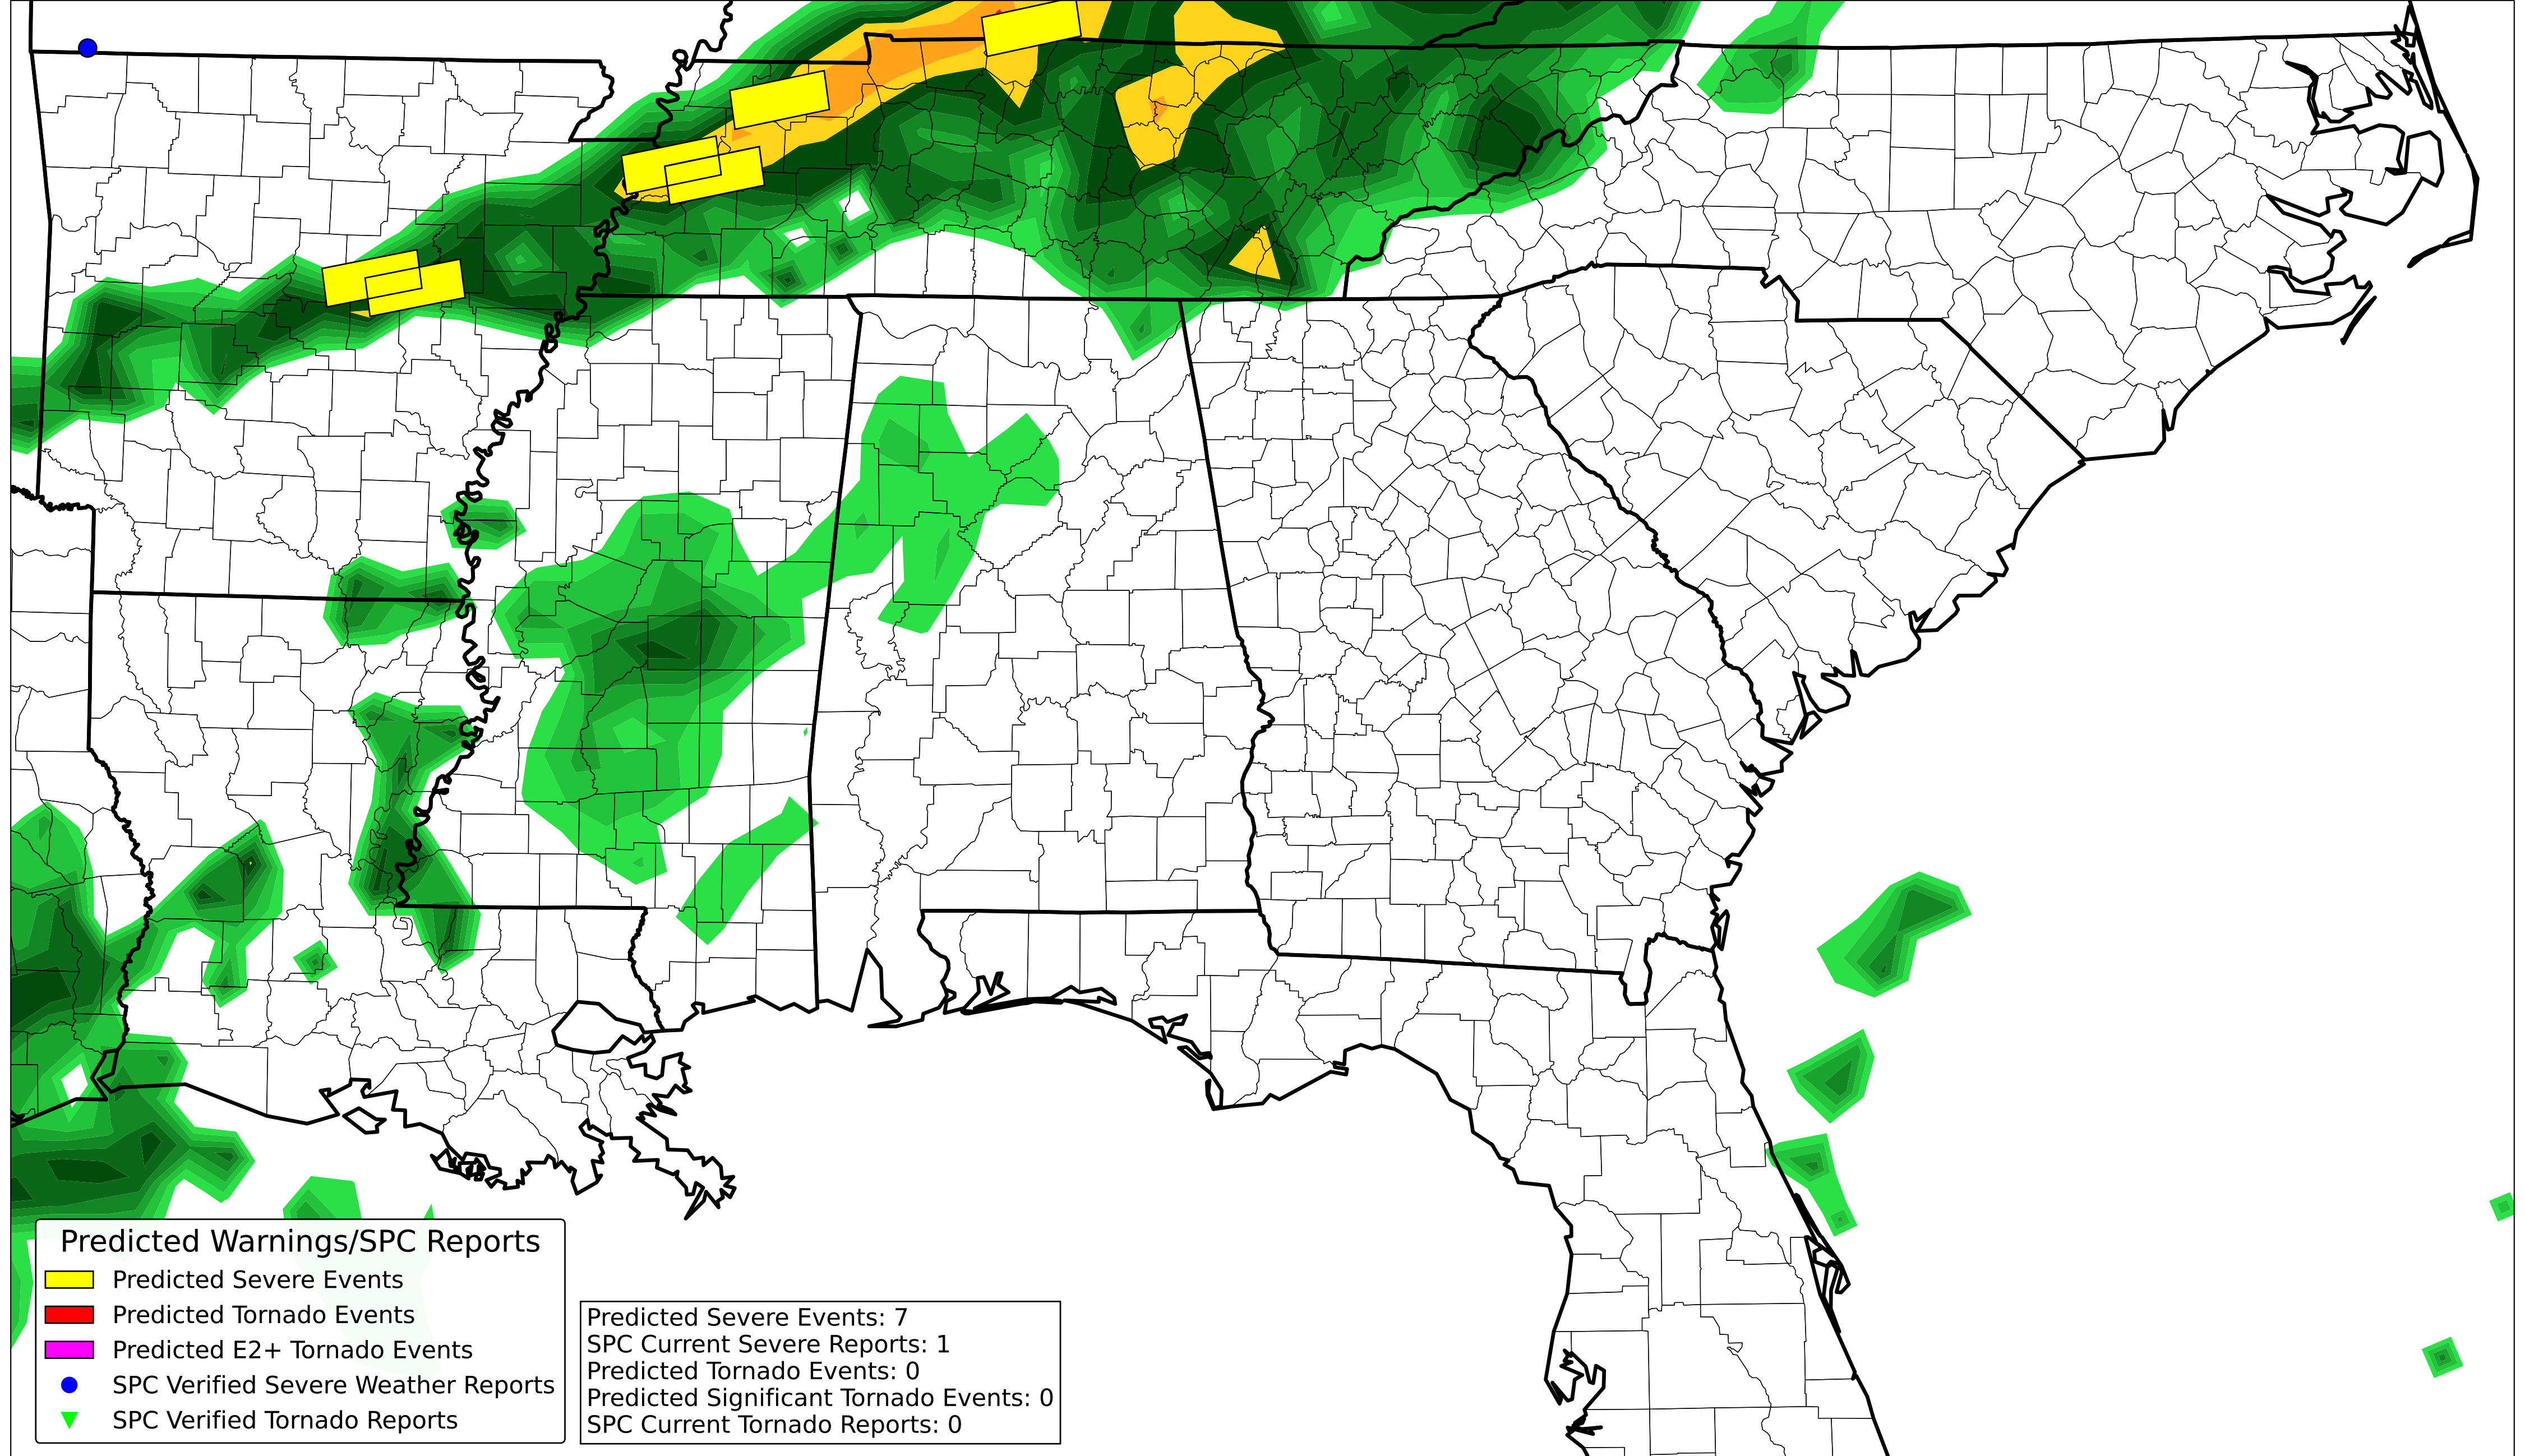 Predicted Warnings/SPC Reports
Predicted Severe Events
Predicted Tornado Events
Predicted E2+ Tornado Events
SPC Verified Severe Weather Reports
SPC Verified Tornado Reports
Predicted Severe Events: 7
SPC Current Severe Reports: 1
Predicted Tornado Events: 0
Predicted Significant Tornado Events: 0
SPC Current Tornado Reports: 0